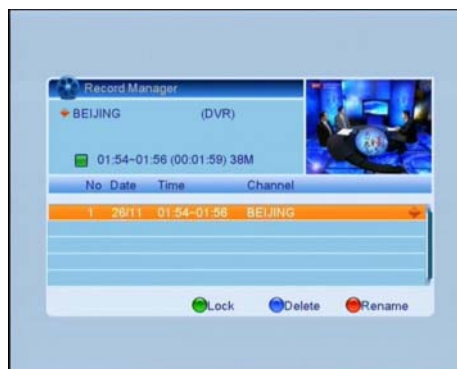 Record Manager
BEIJING (DVR)
01:54~01:56 (00:01:59) 38M
No Date Time Channel
1 26/11 01:54~01:56 BEIJING
Lock Delete Rename